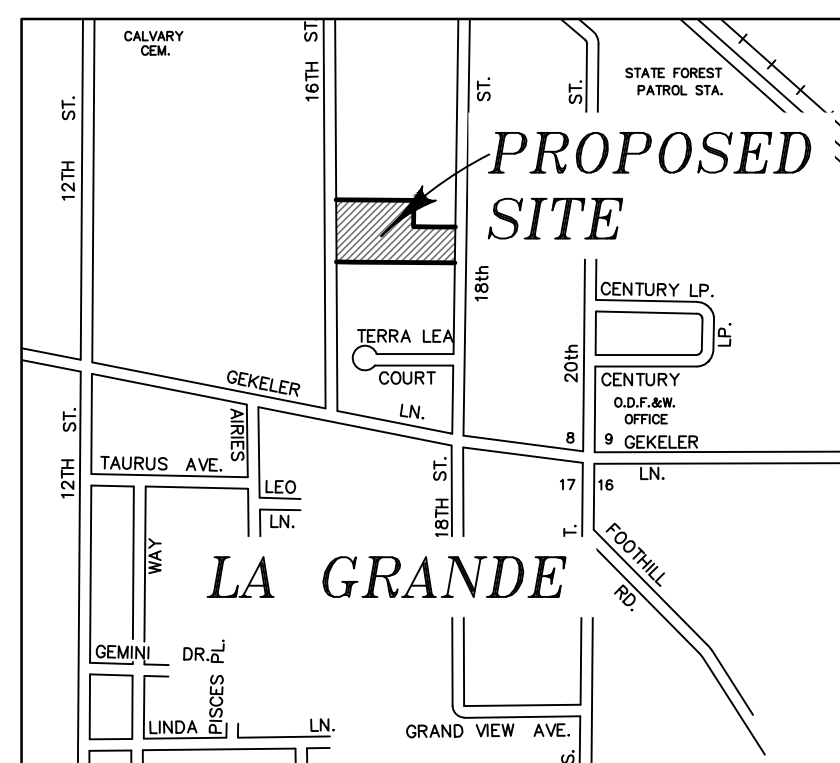 CALVARY
CEM.
16TH ST
ST.
ST.
STATE FOREST
PATROL STA.
12TH ST.
PROPOSED
SITE
18th
CENTURY LP.
LP.
TERRA LEA
COURT
20th
CENTURY
GEKELER
LN.
O.D.F.&W.
OFFICE
8
9
GEKELER
LN.
17
16
12TH ST.
AIRIES
TAURUS AVE.
LEO
LN.
18TH ST.
T.
FOOTHILL
RD.
WAY
LA GRANDE
GEMINI DR.
PISCES PL.
LINDA LN.
GRAND VIEW AVE.
S.